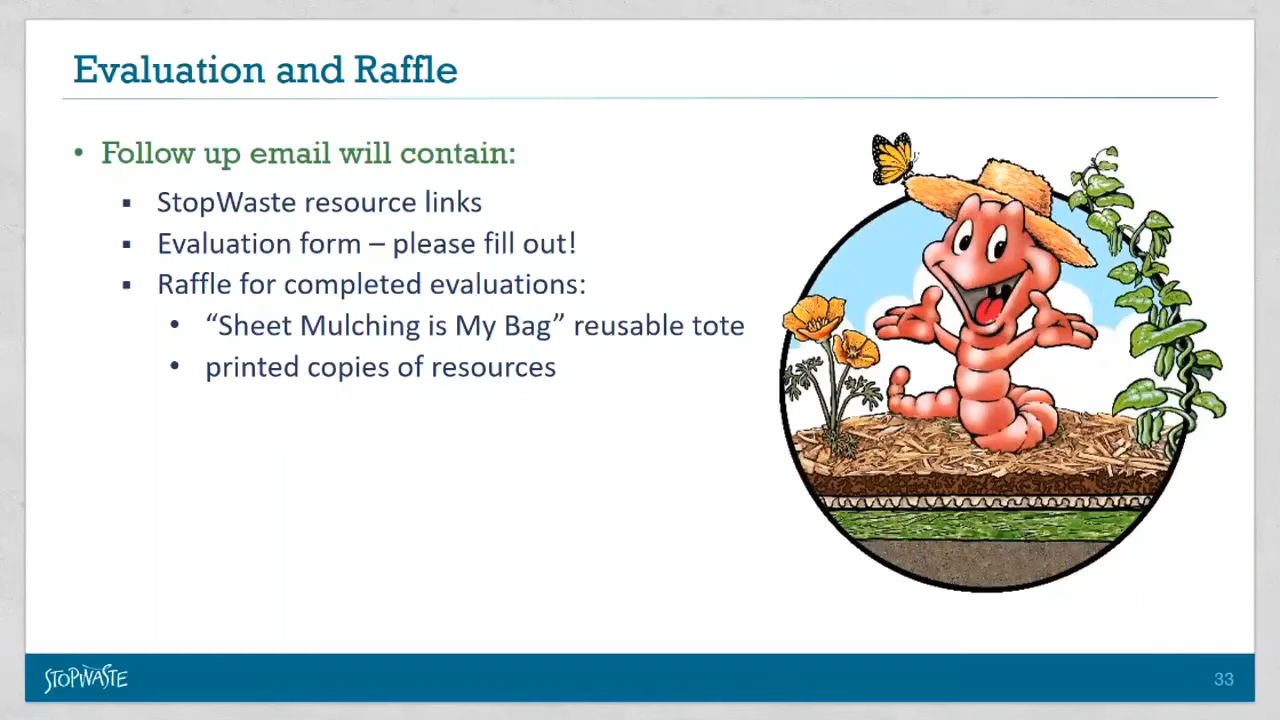 Evaluation and Raffle
• Follow up email will contain:
▪ StopWaste resource links
▪ Evaluation form – please fill out!
▪ Raffle for completed evaluations:
• “Sheet Mulching is My Bag” reusable tote
• printed copies of resources
STOPWASTE
33